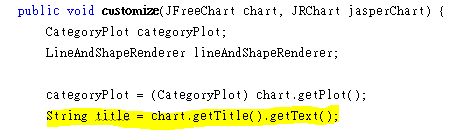 public void customize(JFreeChart chart, JRChart jasperChart) {
CategoryPlot categoryPlot;
LineAndShapeRenderer lineAndShapeRenderer;
categoryPlot = (CategoryPlot) chart.getPlot();
String title = chart.getTitle().getText();